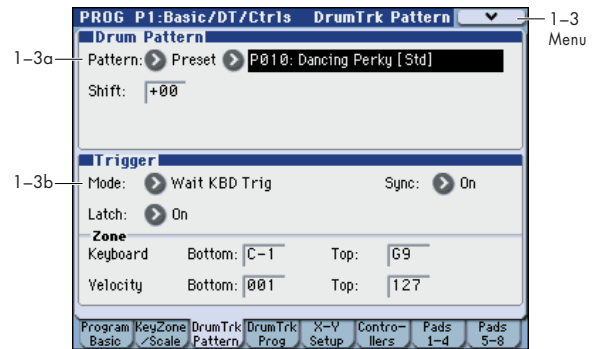 PROG P1:Basic/DT/Ctrls DrumTrk Pattern
1–3
Menu
Drum Pattern
1–3a
Pattern: Preset P010: Dancing Perky [Std]
Shift: +00
Trigger
1–3b
Mode: Wait KBD Trig Sync: On
Latch: On
Zone
Keyboard Bottom: C-1 Top: G9
Velocity Bottom: 001 Top: 127
Program Basic KeyZone /Scale DrumTrk Pattern DrumTrk Prog X-Y Setup Contro- llers Pads 1-4 Pads 5-8